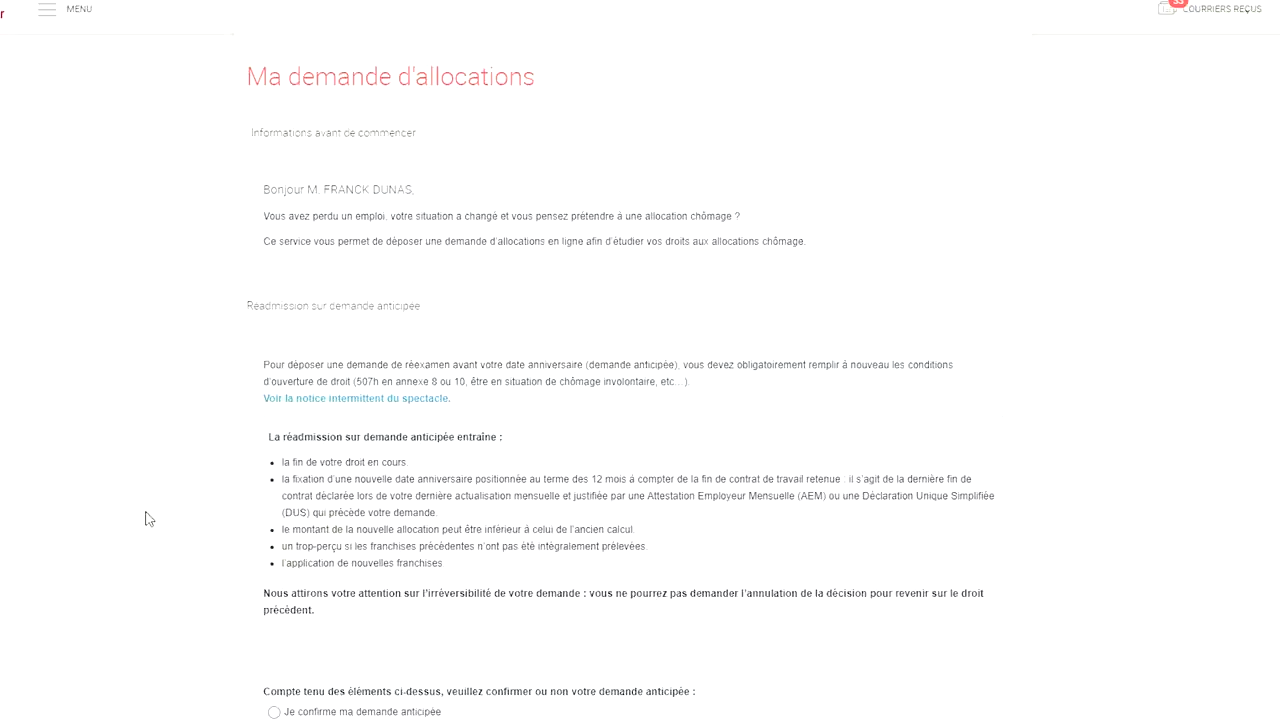 r
MENU
33
COURRIERS REÇUS
Ma demande d'allocations
Informations avant de commencer
Bonjour M. FRANCK DUNAS,
Vous avez perdu un emploi, votre situation a changé et vous pensez prétendre à une allocation chômage ?
Ce service vous permet de déposer une demande d'allocations en ligne afin d'étudier vos droits aux allocations chômage.
Réadmission sur demande anticipée
Pour déposer une demande de réexamen avant votre date anniversaire (demande anticipée), vous devez obligatoirement remplir à nouveau les conditions
d'ouverture de droit (507h en annexe 8 ou 10, être en situation de chômage involontaire, etc...).
Voir la notice intermittent du spectacle.
La réadmission sur demande anticipée entraîne :
• la fin de votre droit en cours.
• la fixation d'une nouvelle date anniversaire positionnée au terme des 12 mois à compter de la fin de contrat de travail retenue : il s'agit de la dernière fin de
contrat déclarée lors de votre dernière actualisation mensuelle et justifiée par une Attestation Employeur Mensuelle (AEM) ou une Déclaration Unique Simplifiée
(DUS) qui précède votre demande.
• le montant de la nouvelle allocation peut être inférieur à celui de l'ancien calcul.
• un trop-perçu si les franchises précédentes n'ont pas été intégralement prélevées.
• l'application de nouvelles franchises
Nous attirons votre attention sur l'irréversibilité de votre demande : vous ne pourrez pas demander l'annulation de la décision pour revenir sur le droit
précédent.
Compte tenu des éléments ci-dessus, veuillez confirmer ou non votre demande anticipée :
Je confirme ma demande anticipée